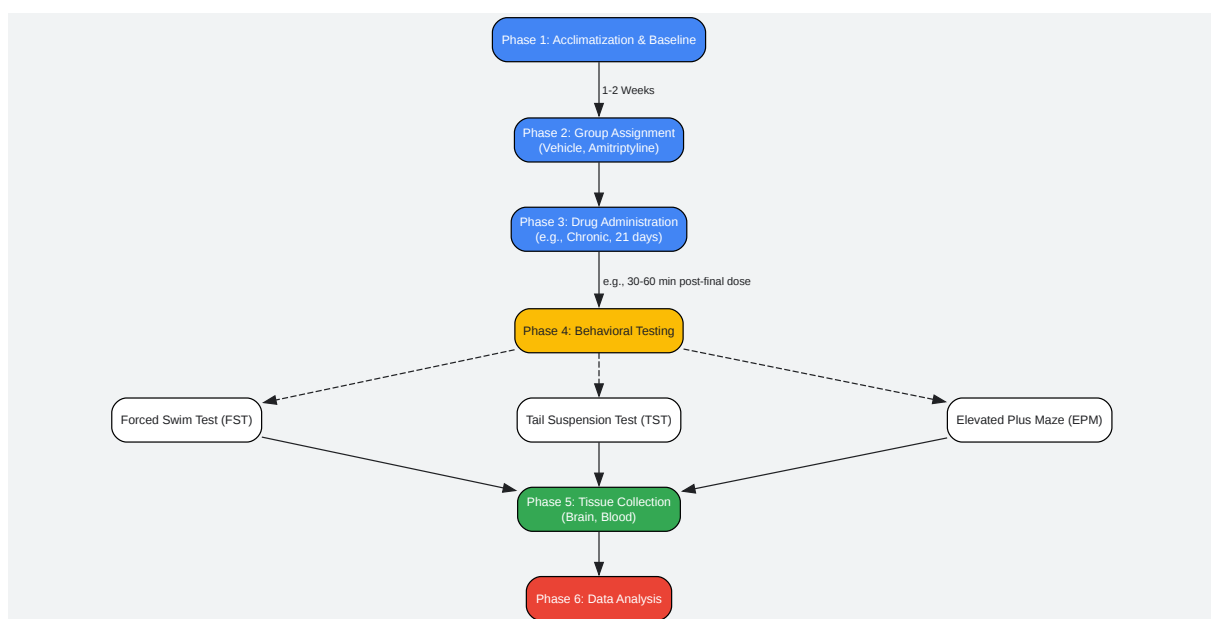 Phase 1: Acclimatization & Baseline
1-2 Weeks
Phase 2: Group Assignment
(Vehicle, Amitriptyline)
Phase 3: Drug Administration
(e.g., Chronic, 21 days)
e.g., 30-60 min post-final dose
Phase 4: Behavioral Testing
Forced Swim Test (FST)
Tail Suspension Test (TST)
Elevated Plus Maze (EPM)
Phase 5: Tissue Collection
(Brain, Blood)
Phase 6: Data Analysis